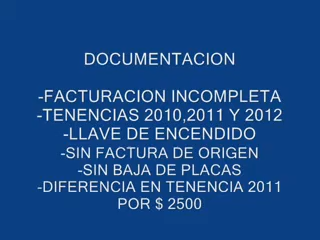 DOCUMENTACION
-FACTURACION INCOMPLETA
-TENENCIAS 2010,2011 Y 2012
-LLAVE DE ENCENDIDO
-SIN FACTURA DE ORIGEN
-SIN BAJA DE PLACAS
-DIFERENCIA EN TENENCIA 2011
POR $ 2500